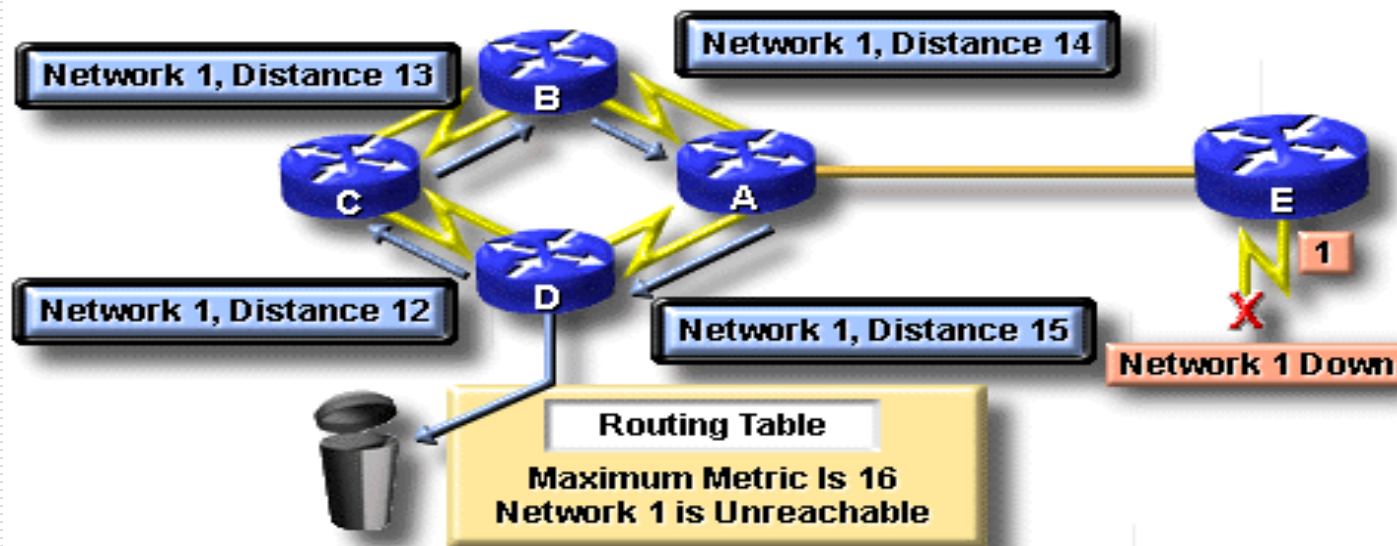 Network 1, Distance 13
Network 1, Distance 14
B
C
A
E
D
1
Network 1, Distance 12
Network 1, Distance 15
Network 1 Down
Routing Table
Maximum Metric Is 16
Network 1 is Unreachable